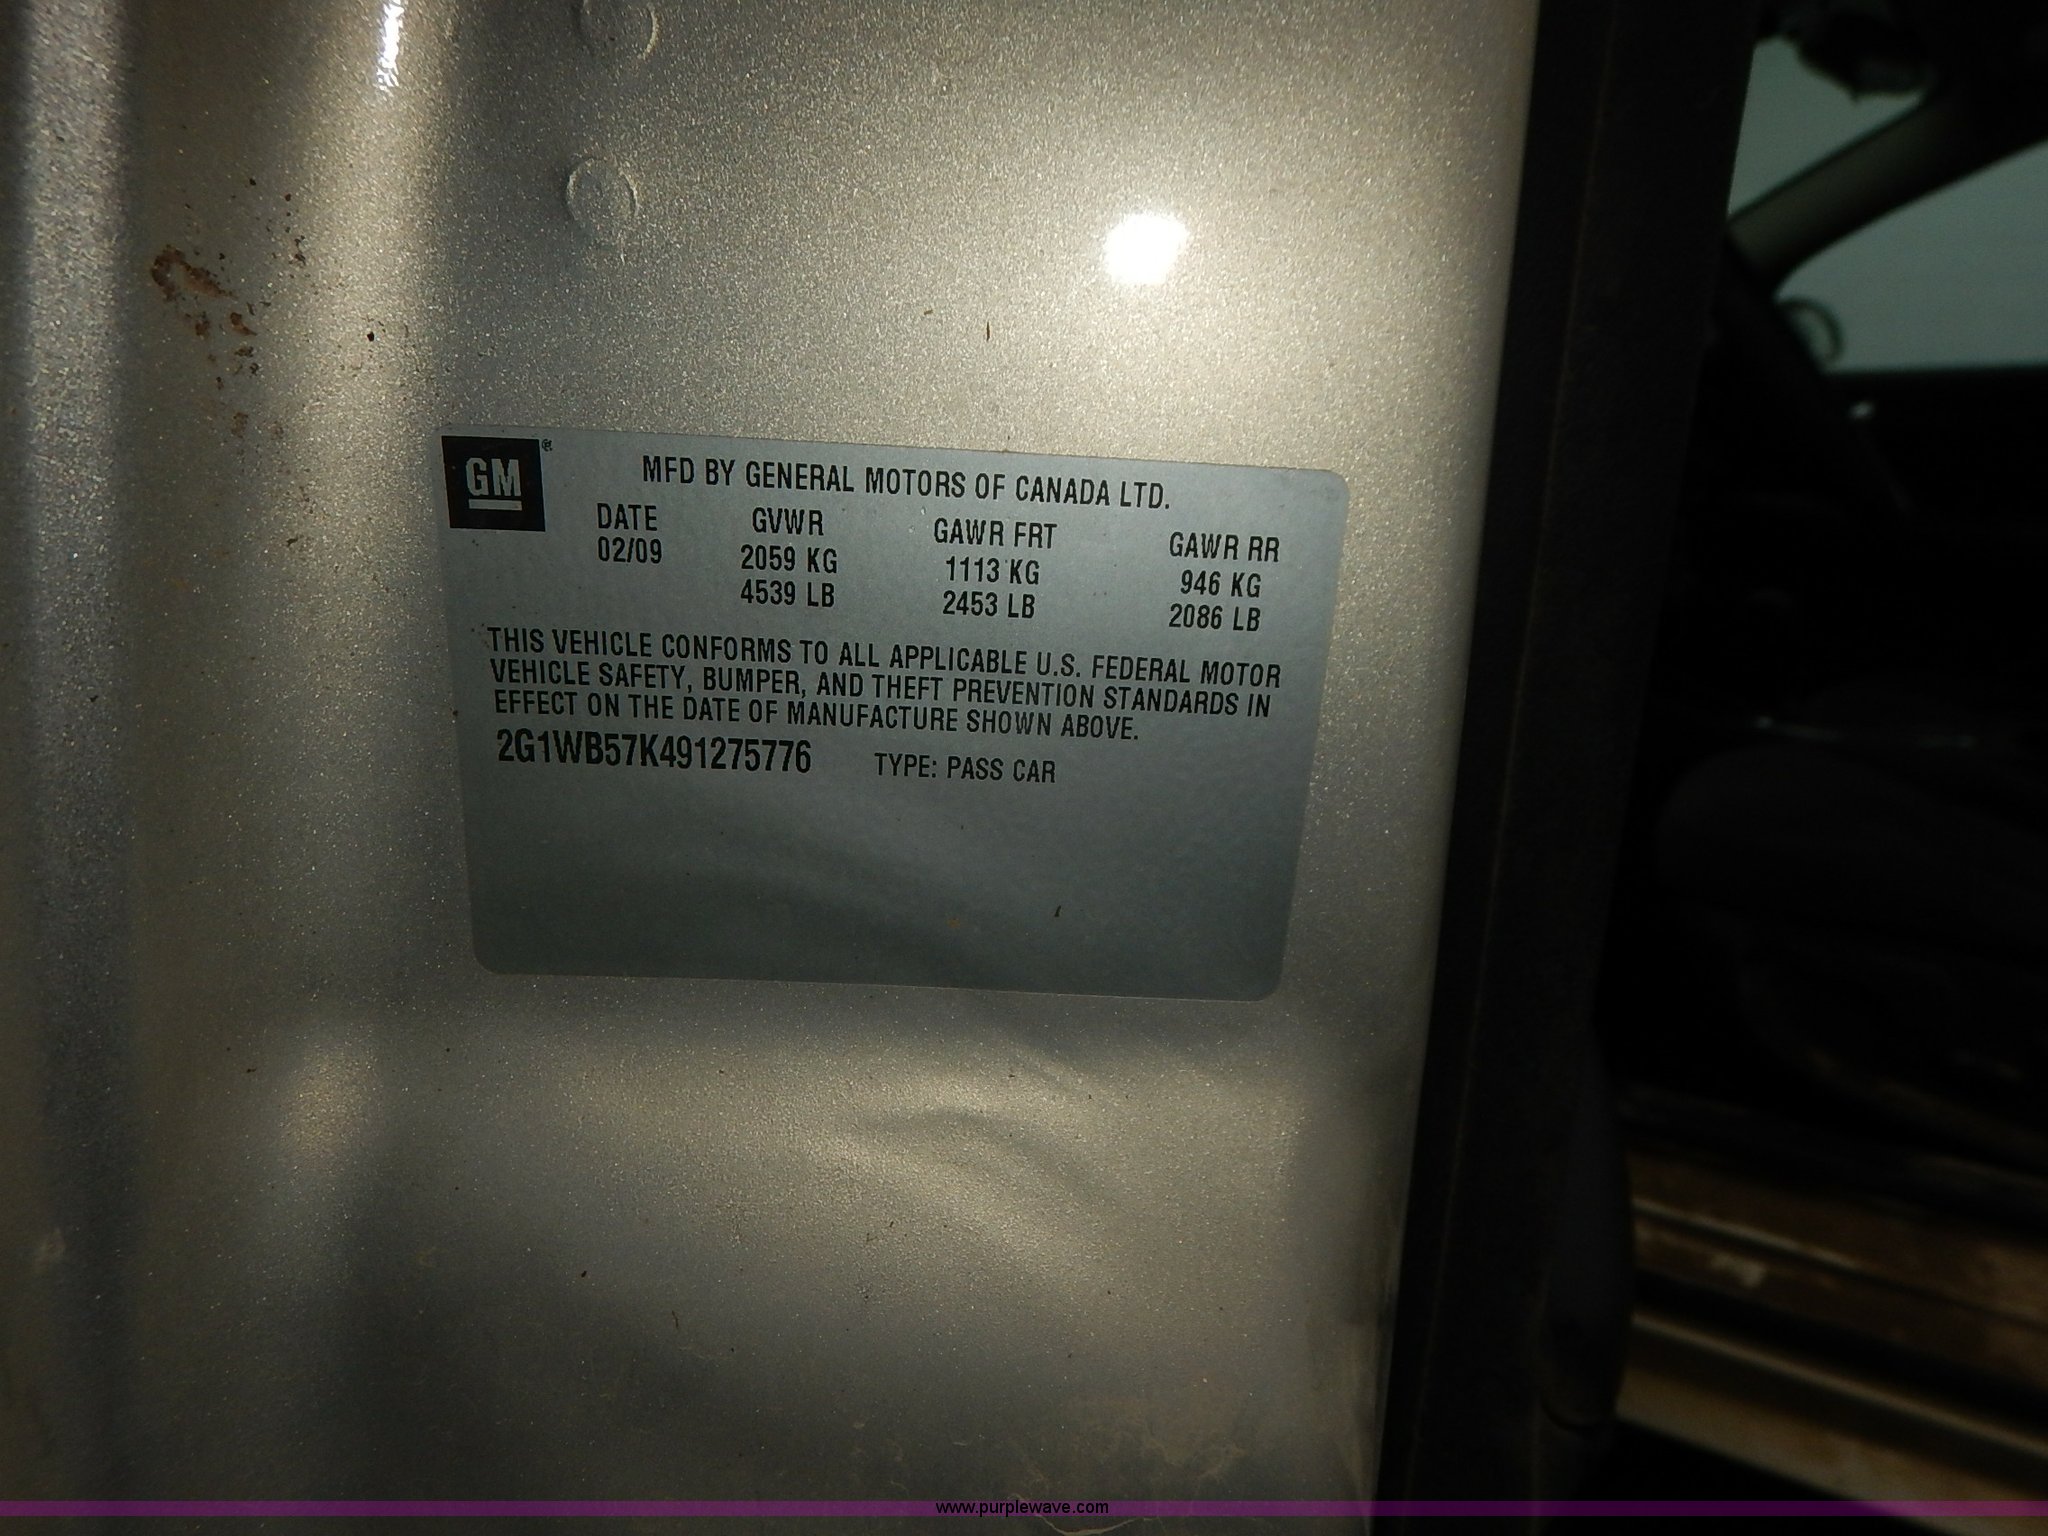 GM®
MFD BY GENERAL MOTORS OF CANADA LTD.
DATE GVWR GAWR FRT GAWR RR
02/09 2059 KG 1113 KG 946 KG
4539 LB 2453 LB 2086 LB
THIS VEHICLE CONFORMS TO ALL APPLICABLE U.S. FEDERAL MOTOR
VEHICLE SAFETY, BUMPER, AND THEFT PREVENTION STANDARDS IN
EFFECT ON THE DATE OF MANUFACTURE SHOWN ABOVE.
2G1WB57K491275776 TYPE: PASS CAR
www.purplewave.com